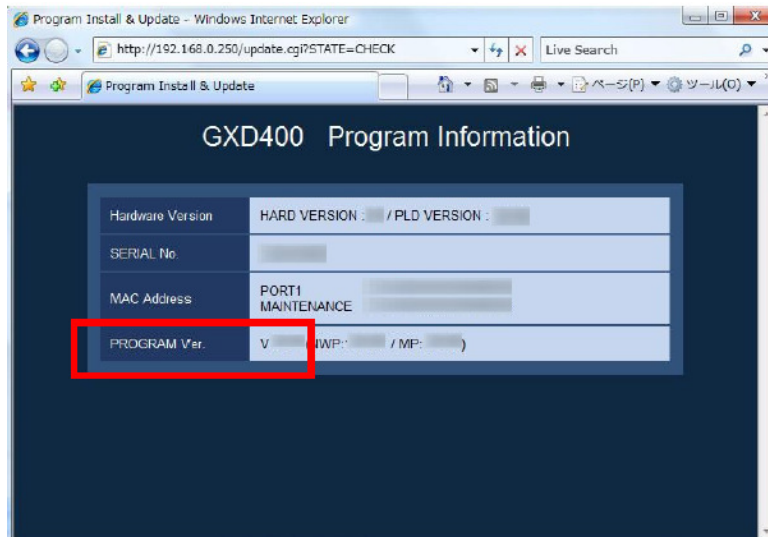 Program Install & Update - Windows Internet Explorer
http://192.168.0.250/update.cgi?STATE=CHECK
Live Search
Program Install & Update
ページ(P)
ツール(O)
GXD400 Program Information
Hardware Version HARD VERSION : / PLD VERSION :
SERIAL No.
MAC Address PORT1
MAINTENANCE
PROGRAM Ver. V (NWP: / MP: )